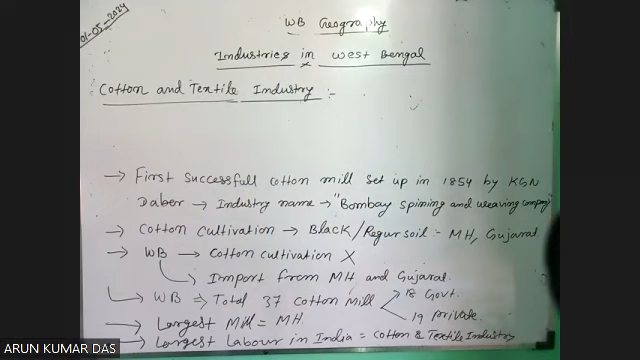 01-05-2024
WB Geography
Industries in West Bengal
Cotton and Textile Industry :-
→ First Successfull Cotton mill set up in 1854 by KGN
Daber → Industry name → "Bombay spining and weaving company"
→ Cotton cultivation → Black/Regur soil :- MH, Gujarat
→ WB → Cotton cultivation X
Import from MH and Gujarat.
→ WB ⇒ Total 37 Cotton Mill
18 Govt.
19 private.
→ Largest Mill = MH
→ Largest Labour in India = Cotton & Textile Industry
ARUN KUMAR DAS